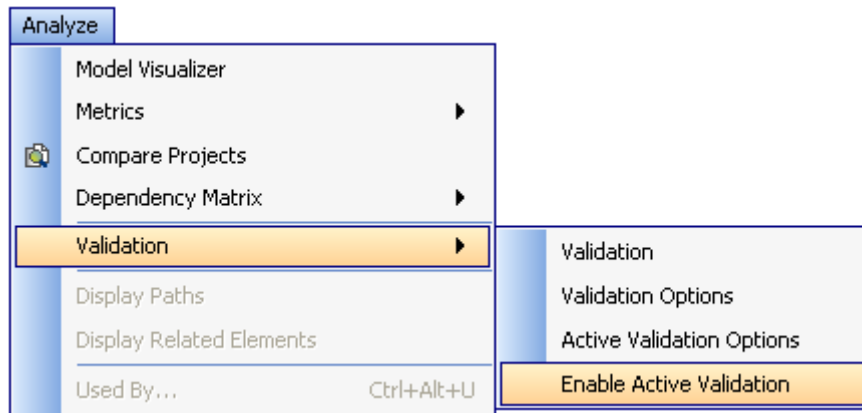 Analyze
Model Visualizer
Metrics
Compare Projects
Dependency Matrix
Validation
Display Paths
Display Related Elements
Used By... Ctrl+Alt+U
Validation
Validation Options
Active Validation Options
Enable Active Validation